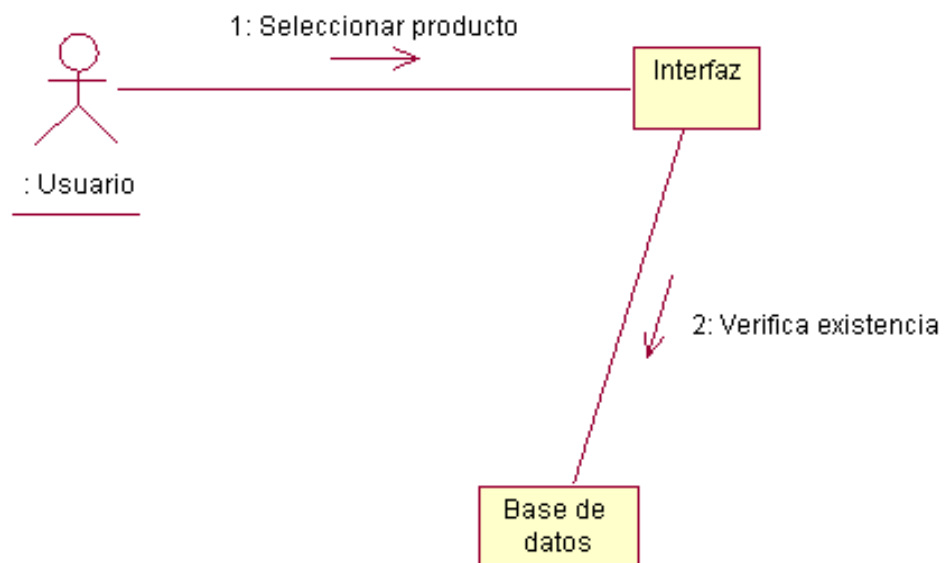 1: Seleccionar producto
Interfaz
: Usuario
2: Verifica existencia
Base de
datos